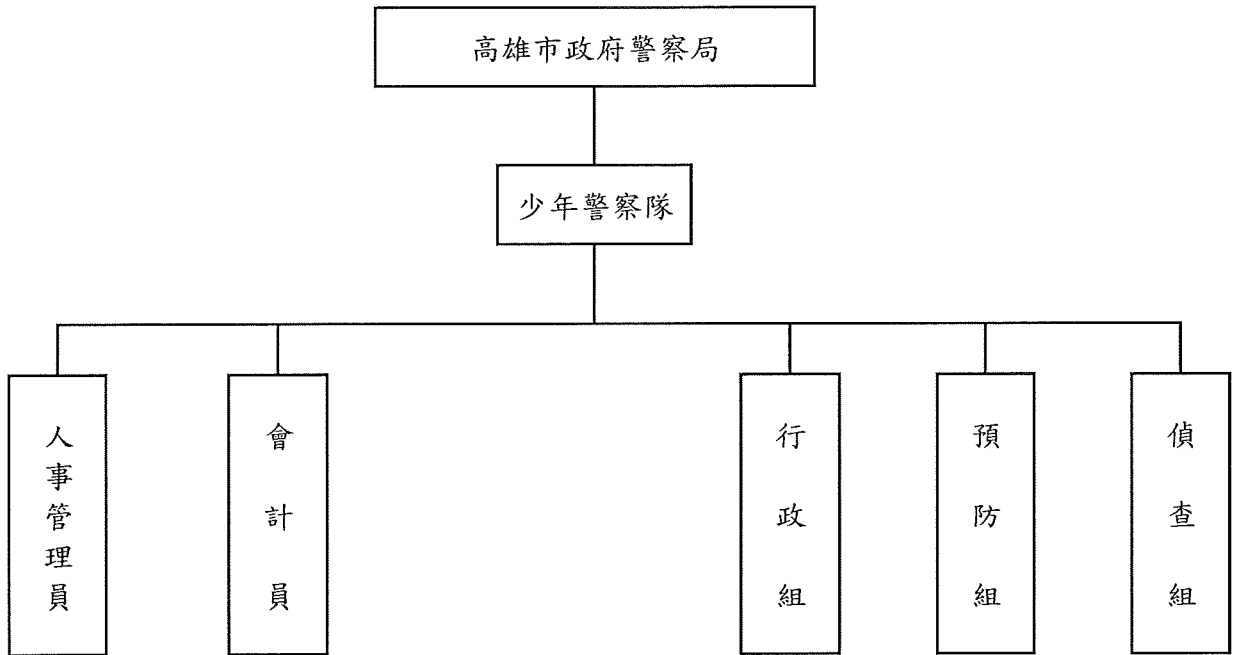 高雄市政府警察局
少年警察隊
人事管理員
會計員
行政組
預防組
偵查組